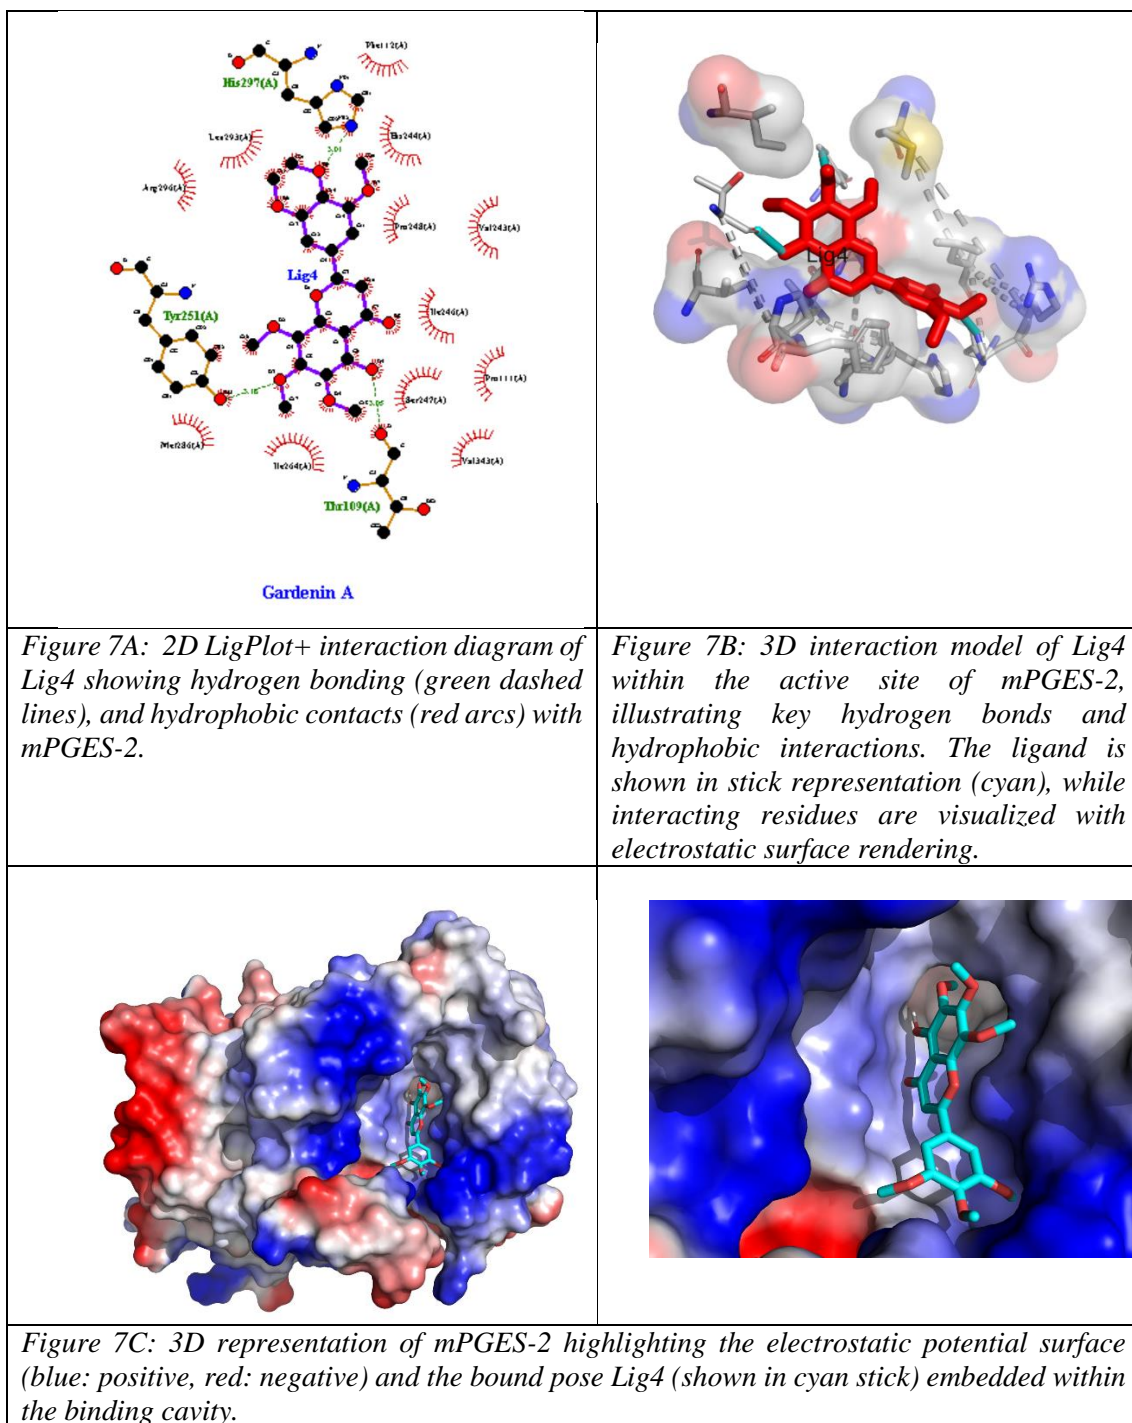 Phe112(A)
His297(A)
Leu293(A)
His244(A)
Arg296(A)
Pro248(A)
Val243(A)
Lig4
Tyr251(A)
Ile246(A)
Pro111(A)
Ser247(A)
Met286(A)
Ile264(A)
Val343(A)
Thr109(A)
3.01
3.16
3.05
Gardenin A
Lig4
Figure 7A: 2D LigPlot+ interaction diagram of
Lig4 showing hydrogen bonding (green dashed
lines), and hydrophobic contacts (red arcs) with
mPGES-2.
Figure 7B: 3D interaction model of Lig4
within the active site of mPGES-2,
illustrating key hydrogen bonds and
hydrophobic interactions. The ligand is
shown in stick representation (cyan), while
interacting residues are visualized with
electrostatic surface rendering.
Figure 7C: 3D representation of mPGES-2 highlighting the electrostatic potential surface
(blue: positive, red: negative) and the bound pose Lig4 (shown in cyan stick) embedded within
the binding cavity.